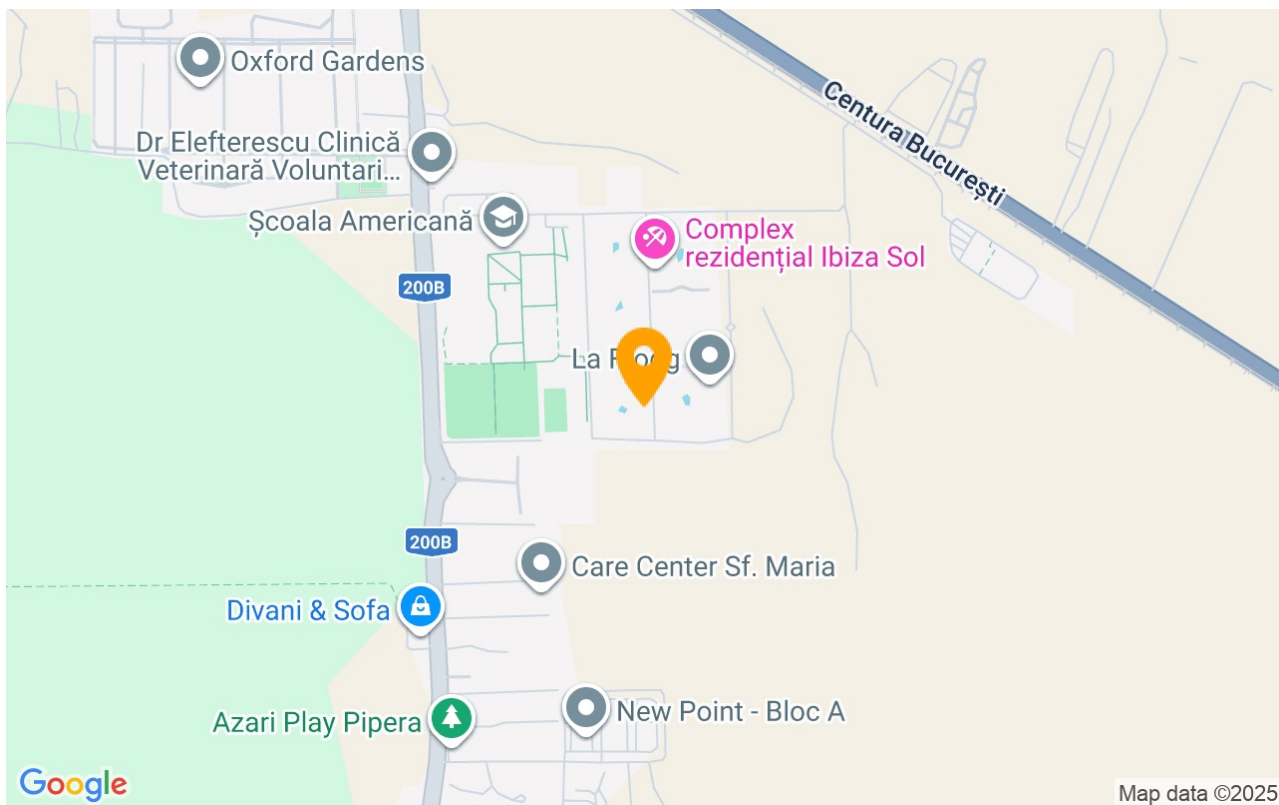 Oxford Gardens
Centura București
Dr Elefterescu Clinică
Veterinară Voluntari...
Școala Americană
Complex
rezidențial Ibiza Sol
200B
La
200B
Care Center Sf. Maria
Divani & Sofa
New Point - Bloc A
Azari Play Pipera
Google
Map data ©2025